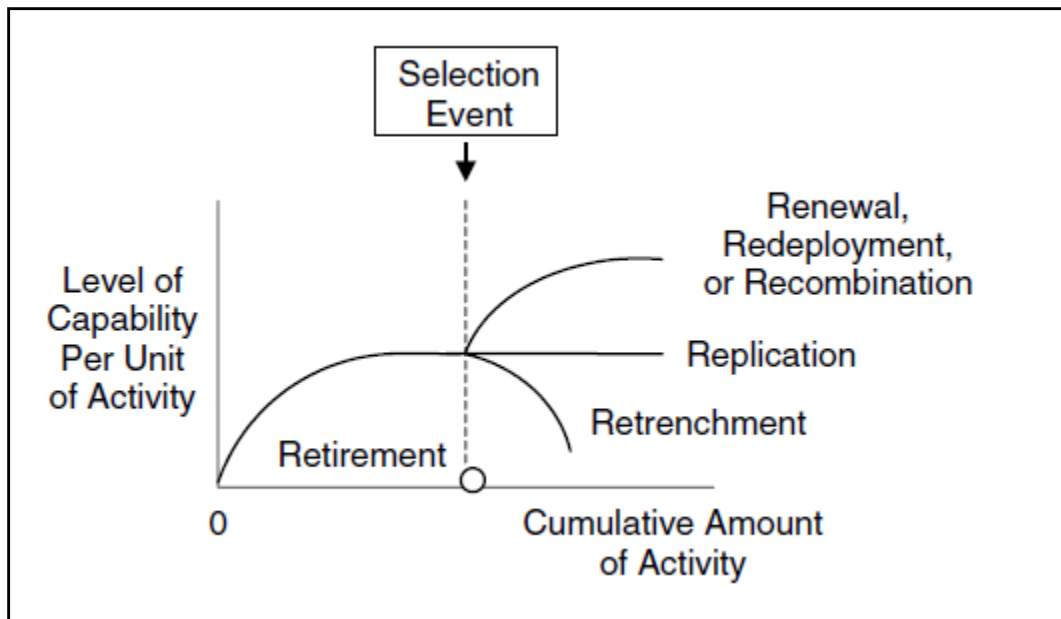 Selection
Event
Renewal,
Redeployment,
or Recombination
Level of
Capability
Per Unit
of Activity
Replication
Retrenchment
Retirement
0
Cumulative Amount
of Activity